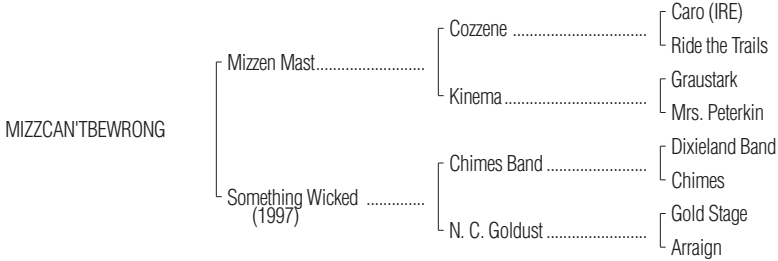 Caro (IRE)
Cozzene ................................
Ride the Trails
Mizzen Mast..........................
Graustark
Kinema..................................
Mrs. Peterkin
MIZZCAN'TBEWRONG
Dixieland Band
Chimes Band ........................
Chimes
Something Wicked ..............
(1997)
Gold Stage
N. C. Goldust ........................
Arraign